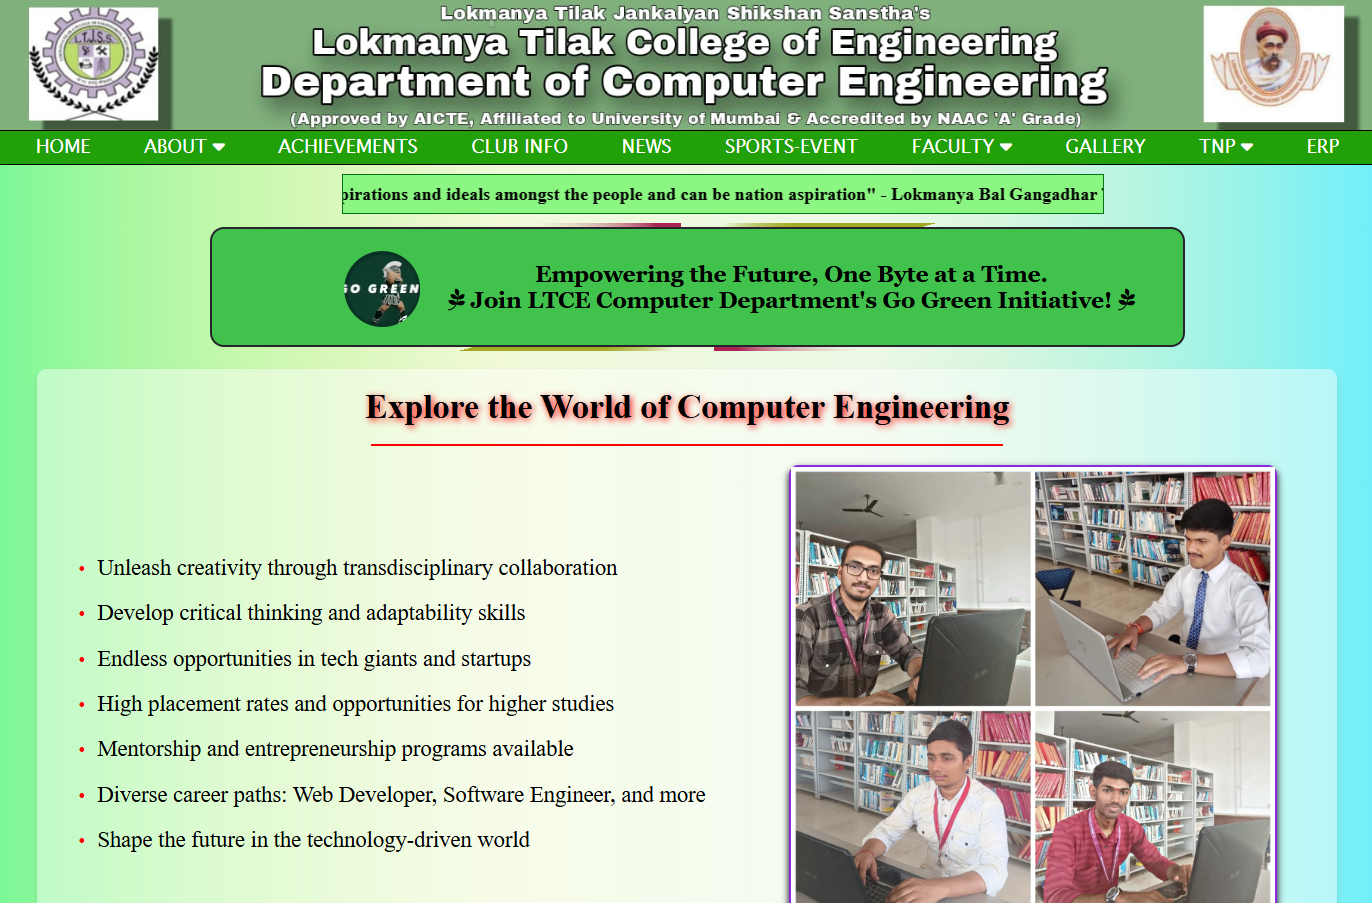 Lokmanya Tilak Jankalyan Shikshan Sanstha's
Lokmanya Tilak College of Engineering
Department of Computer Engineering
(Approved by AICTE, Affiliated to University of Mumbai & Accredited by NAAC 'A' Grade)
L.T.J.S.S.
HOME ABOUT ACHIEVEMENTS CLUB INFO NEWS SPORTS-EVENT FACULTY GALLERY TNP ERP
pirations and ideals amongst the people and can be nation aspiration" - Lokmanya Bal Gangadhar
GO GREEN
Empowering the Future, One Byte at a Time.
Join LTCE Computer Department's Go Green Initiative!
Explore the World of Computer Engineering
• Unleash creativity through transdisciplinary collaboration
• Develop critical thinking and adaptability skills
• Endless opportunities in tech giants and startups
• High placement rates and opportunities for higher studies
• Mentorship and entrepreneurship programs available
• Diverse career paths: Web Developer, Software Engineer, and more
• Shape the future in the technology-driven world